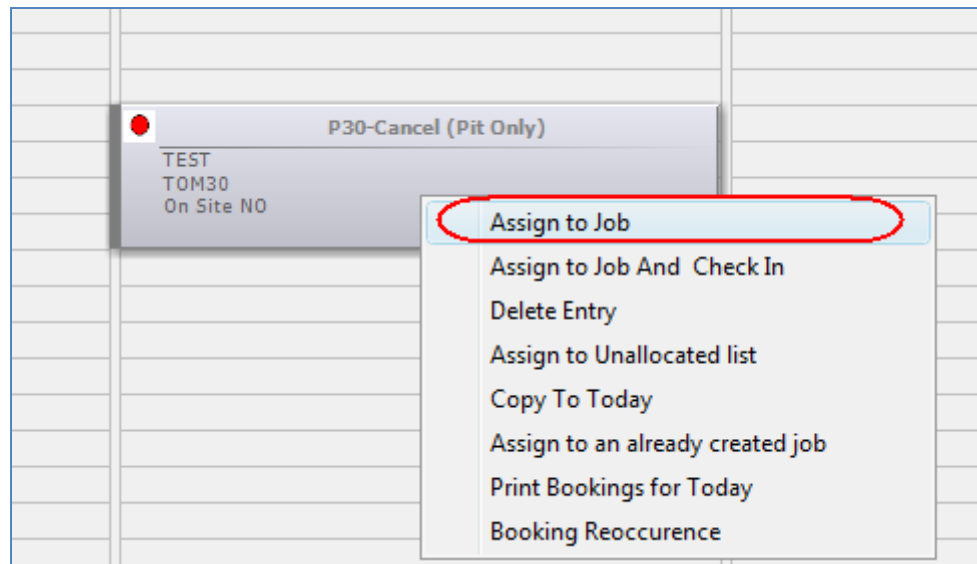 P30-Cancel (Pit Only)
TEST
TOM30
On Site NO
Assign to Job
Assign to Job And  Check In
Delete Entry
Assign to Unallocated list
Copy To Today
Assign to an already created job
Print Bookings for Today
Booking Reoccurence